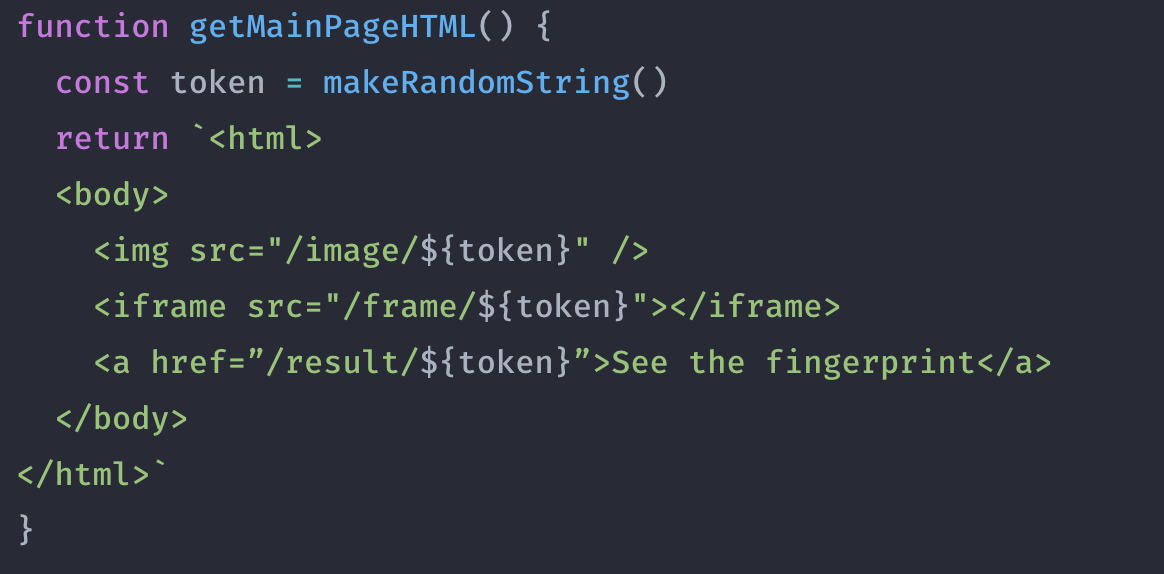 function getMainPageHTML() {
  const token = makeRandomString()
  return `<html>
  <body>
    <img src="/image/${token}" />
    <iframe src="/frame/${token}"></iframe>
    <a href=”/result/${token}”>See the fingerprint</a>
  </body>
</html>`
}